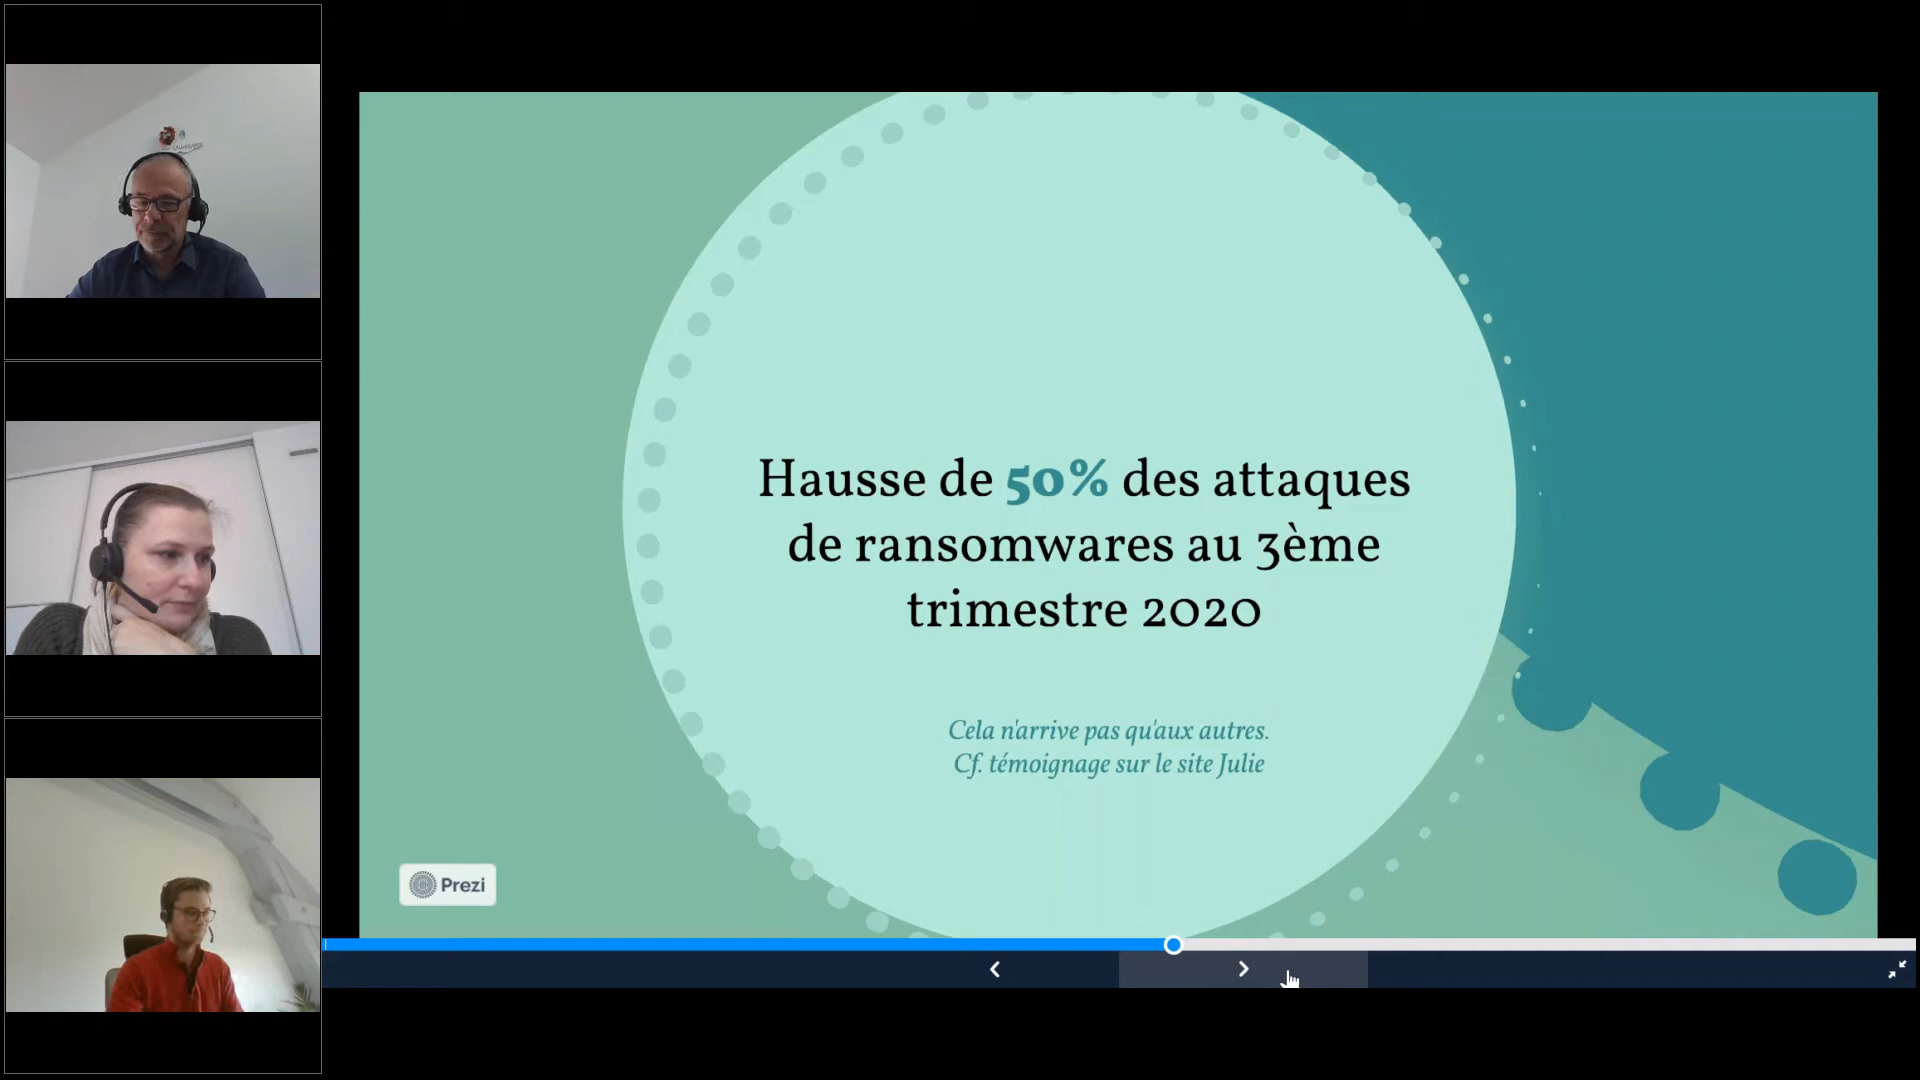 Hausse de 50% des attaques
de ransomwares au 3ème
trimestre 2020
Cela n'arrive pas qu'aux autres.
Cf. témoignage sur le site Julie
Prezi